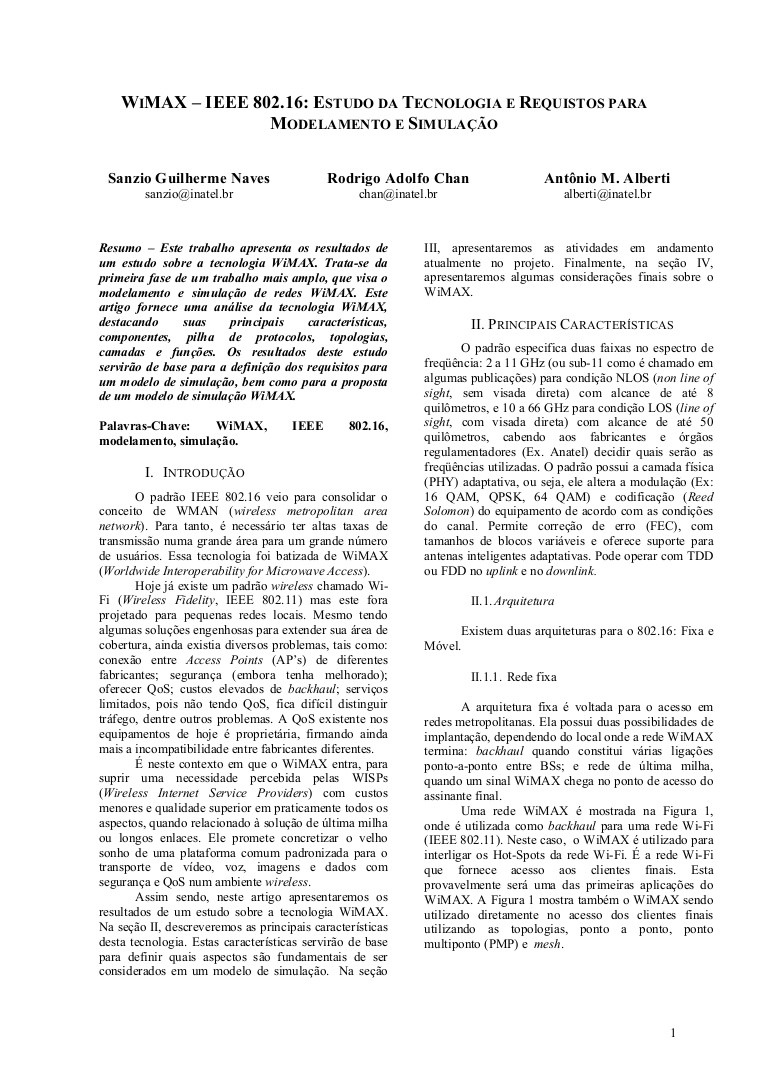 WIMAX – IEEE 802.16: ESTUDO DA TECNOLOGIA E REQUISTOS PARA
MODELAMENTO E SIMULAÇÃO
Sanzio Guilherme Naves
sanzio@inatel.br
Rodrigo Adolfo Chan
chan@inatel.br
Antônio M. Alberti
alberti@inatel.br
Resumo – Este trabalho apresenta os resultados de
um estudo sobre a tecnologia WiMAX. Trata-se da
primeira fase de um trabalho mais amplo, que visa o
modelamento e simulação de redes WiMAX. Este
artigo fornece uma análise da tecnologia WiMAX,
destacando suas principais características,
componentes, pilha de protocolos, topologias,
camadas e funções. Os resultados deste estudo
servirão de base para a definição dos requisitos para
um modelo de simulação, bem como para a proposta
de um modelo de simulação WiMAX.
Palavras-Chave: WiMAX, IEEE 802.16,
modelamento, simulação.
I. INTRODUÇÃO
O padrão IEEE 802.16 veio para consolidar o
conceito de WMAN (wireless metropolitan area
network). Para tanto, é necessário ter altas taxas de
transmissão numa grande área para um grande número
de usuários. Essa tecnologia foi batizada de WiMAX
(Worldwide Interoperability for Microwave Access).
Hoje já existe um padrão wireless chamado Wi-
Fi (Wireless Fidelity, IEEE 802.11) mas este fora
projetado para pequenas redes locais. Mesmo tendo
algumas soluções engenhosas para extender sua área de
cobertura, ainda existia diversos problemas, tais como:
conexão entre Access Points (AP's) de diferentes
fabricantes; segurança (embora tenha melhorado);
oferecer QoS; custos elevados de backhaul; serviços
limitados, pois não tendo QoS, fica difícil distinguir
tráfego, dentre outros problemas. A QoS existente nos
equipamentos de hoje é proprietária, firmando ainda
mais a incompatibilidade entre fabricantes diferentes.
É neste contexto em que o WiMAX entra, para
suprir uma necessidade percebida pelas WISPs
(Wireless Internet Service Providers) com custos
menores e qualidade superior em praticamente todos os
aspectos, quando relacionado à solução de última milha
ou longos enlaces. Ele promete concretizar o velho
sonho de uma plataforma comum padronizada para o
transporte de vídeo, voz, imagens e dados com
segurança e QoS num ambiente wireless.
Assim sendo, neste artigo apresentaremos os
resultados de um estudo sobre a tecnologia WiMAX.
Na seção II, descreveremos as principais características
desta tecnologia. Estas características servirão de base
para definir quais aspectos são fundamentais de ser
considerados em um modelo de simulação. Na seção
III, apresentaremos as atividades em andamento
atualmente no projeto. Finalmente, na seção IV,
apresentaremos algumas considerações finais sobre o
WiMAX.
II. PRINCIPAIS CARACTERÍSTICAS
O padrão especifica duas faixas no espectro de
freqüência: 2 a 11 GHz (ou sub-11 como é chamado em
algumas publicações) para condição NLOS (non line of
sight, sem visada direta) com alcance de até 8
quilômetros, e 10 a 66 GHz para condição LOS (line of
sight, com visada direta) com alcance de até 50
quilômetros, cabendo aos fabricantes e órgãos
regulamentadores (Ex. Anatel) decidir quais serão as
freqüências utilizadas. O padrão possui a camada física
(PHY) adaptativa, ou seja, ele altera a modulação (Ex:
16 QAM, QPSK, 64 QAM) e codificação (Reed
Solomon) do equipamento de acordo com as condições
do canal. Permite correção de erro (FEC), com
tamanhos de blocos variáveis e oferece suporte para
antenas inteligentes adaptativas. Pode operar com TDD
ou FDD no uplink e no downlink.
II.1. Arquitetura
Existem duas arquiteturas para o 802.16: Fixa e
Móvel.
II.1.1. Rede fixa
A arquitetura fixa é voltada para o acesso em
redes metropolitanas. Ela possui duas possibilidades de
implantação, dependendo do local onde a rede WiMAX
termina: backhaul quando constitui várias ligações
ponto-a-ponto entre BSs; e rede de última milha,
quando um sinal WiMAX chega no ponto de acesso do
assinante final.
Uma rede WiMAX é mostrada na Figura 1,
onde é utilizada como backhaul para uma rede Wi-Fi
(IEEE 802.11). Neste caso, o WiMAX é utilizado para
interligar os Hot-Spots da rede Wi-Fi. É a rede Wi-Fi
que fornece acesso aos clientes finais. Esta
provavelmente será uma das primeiras aplicações do
WiMAX. A Figura 1 mostra também o WiMAX sendo
utilizado diretamente no acesso dos clientes finais
utilizando as topologias, ponto a ponto, ponto
multiponto (PMP) e mesh.
1